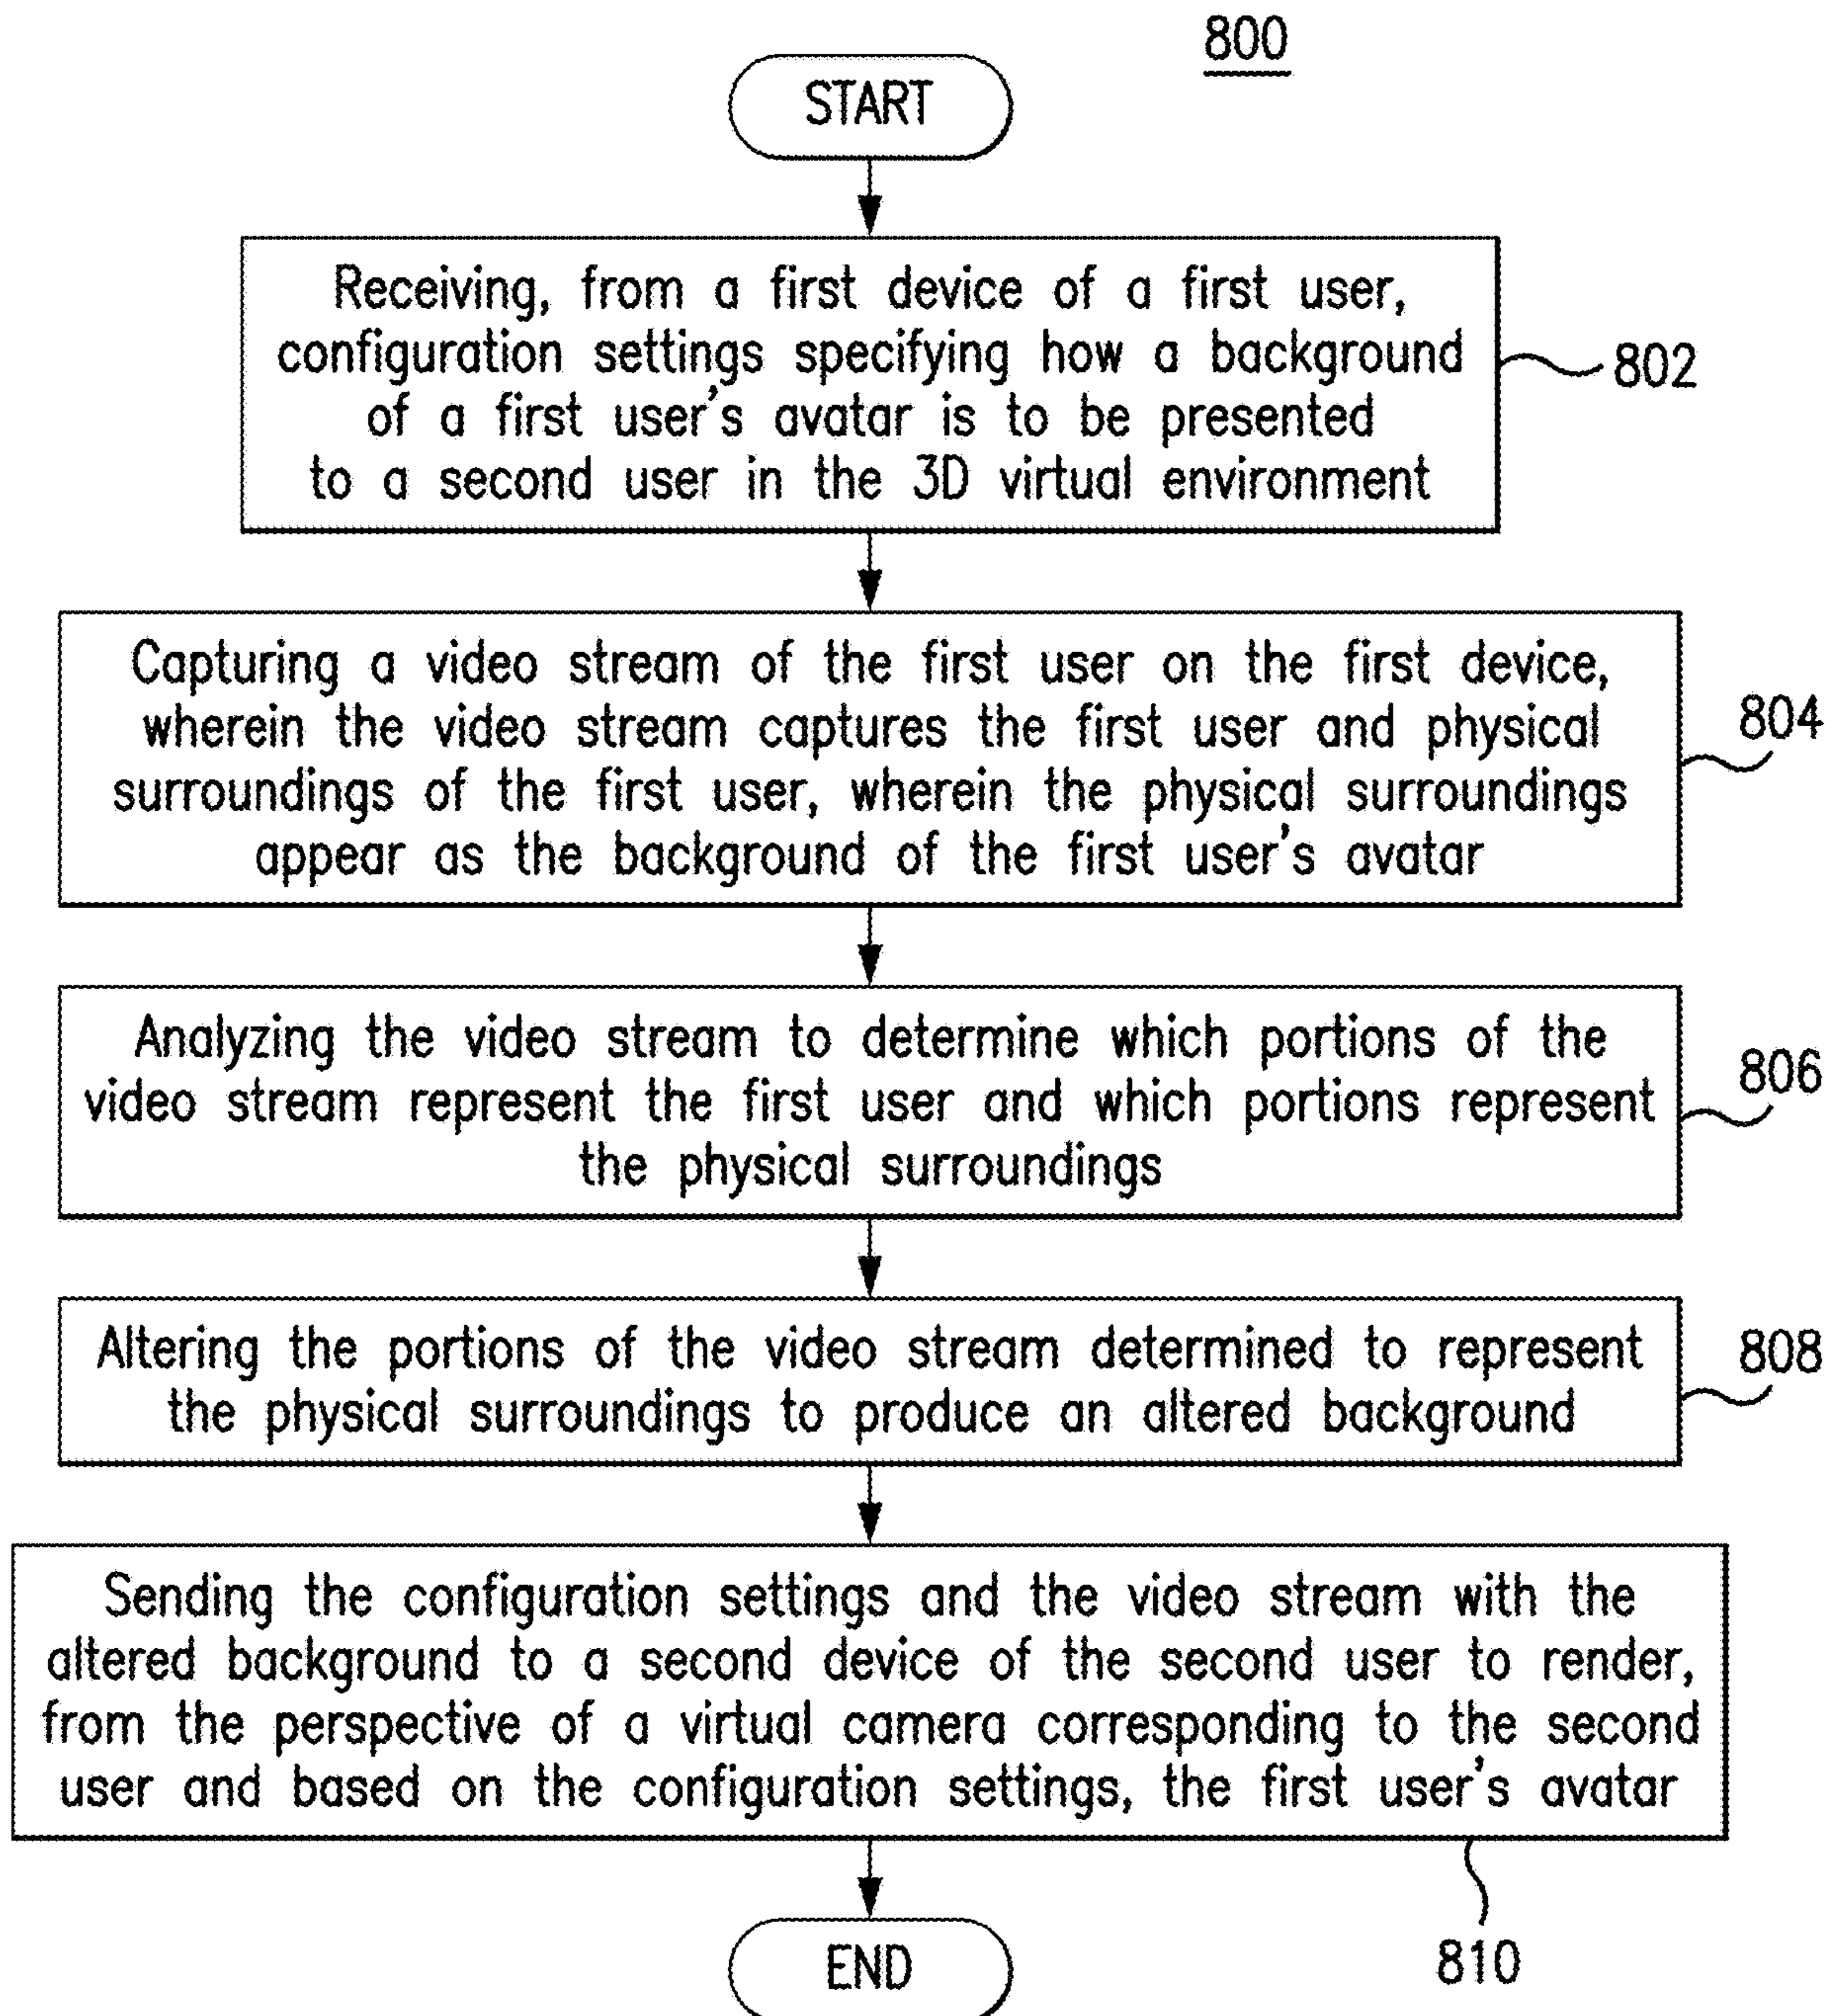 800
START
Receiving, from a first device of a first user,
configuration settings specifying how a background
of a first user's avatar is to be presented
to a second user in the 3D virtual environment
802
Capturing a video stream of the first user on the first device,
wherein the video stream captures the first user and physical
surroundings of the first user, wherein the physical surroundings
appear as the background of the first user's avatar
804
Analyzing the video stream to determine which portions of the
video stream represent the first user and which portions represent
the physical surroundings
806
Altering the portions of the video stream determined to represent
the physical surroundings to produce an altered background
808
Sending the configuration settings and the video stream with the
altered background to a second device of the second user to render,
from the perspective of a virtual camera corresponding to the second
user and based on the configuration settings, the first user's avatar
810
END